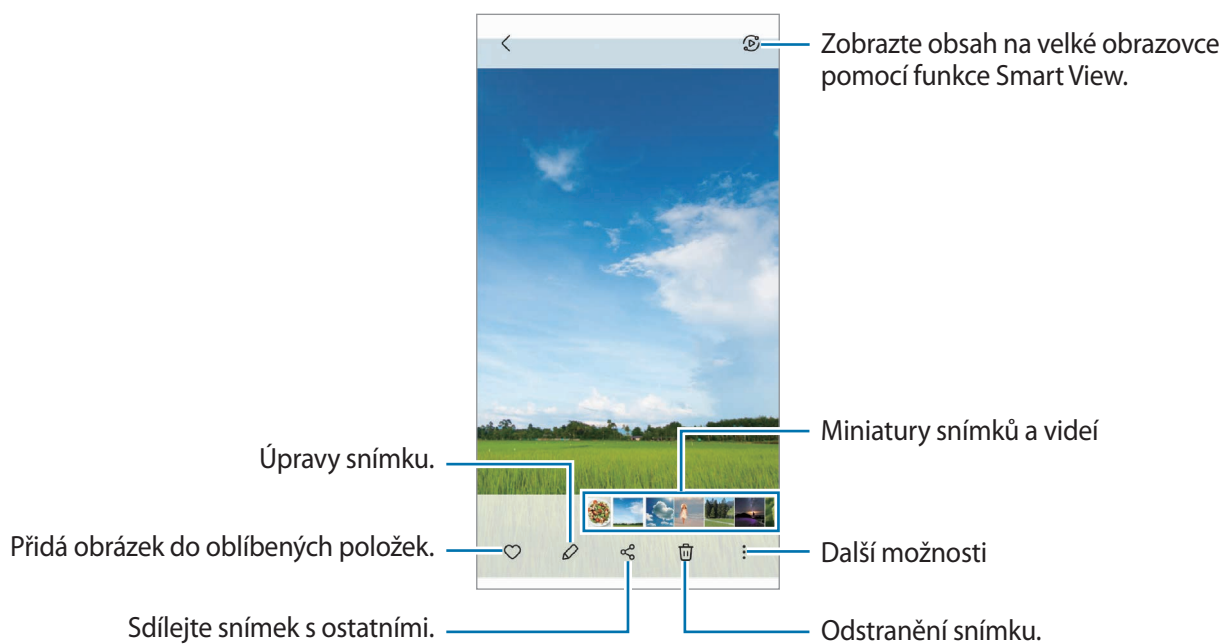 Zobrazte obsah na velké obrazovce
pomocí funkce Smart View.
Miniatury snímků a videí
Úpravy snímku.
Přidá obrázek do oblíbených položek.
Další možnosti
Sdílejte snímek s ostatními.
Odstranění snímku.